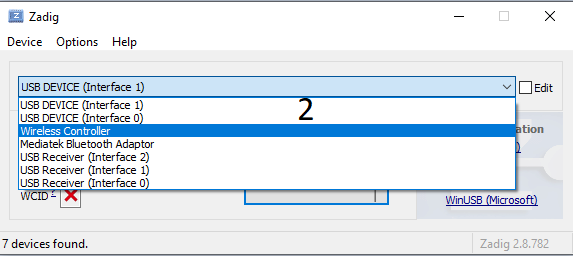 Zadig
Device Options Help
USB DEVICE (Interface 1)
Edit
USB DEVICE (Interface 1)
2
USB DEVICE (Interface 0)
Wireless Controller
ation
Mediatek Bluetooth Adaptor
)
USB Receiver (Interface 2)
USB Receiver (Interface 1)
USB Receiver (Interface 0)
WCID ?
WinUSB (Microsoft)
7 devices found.
Zadig 2.8.782